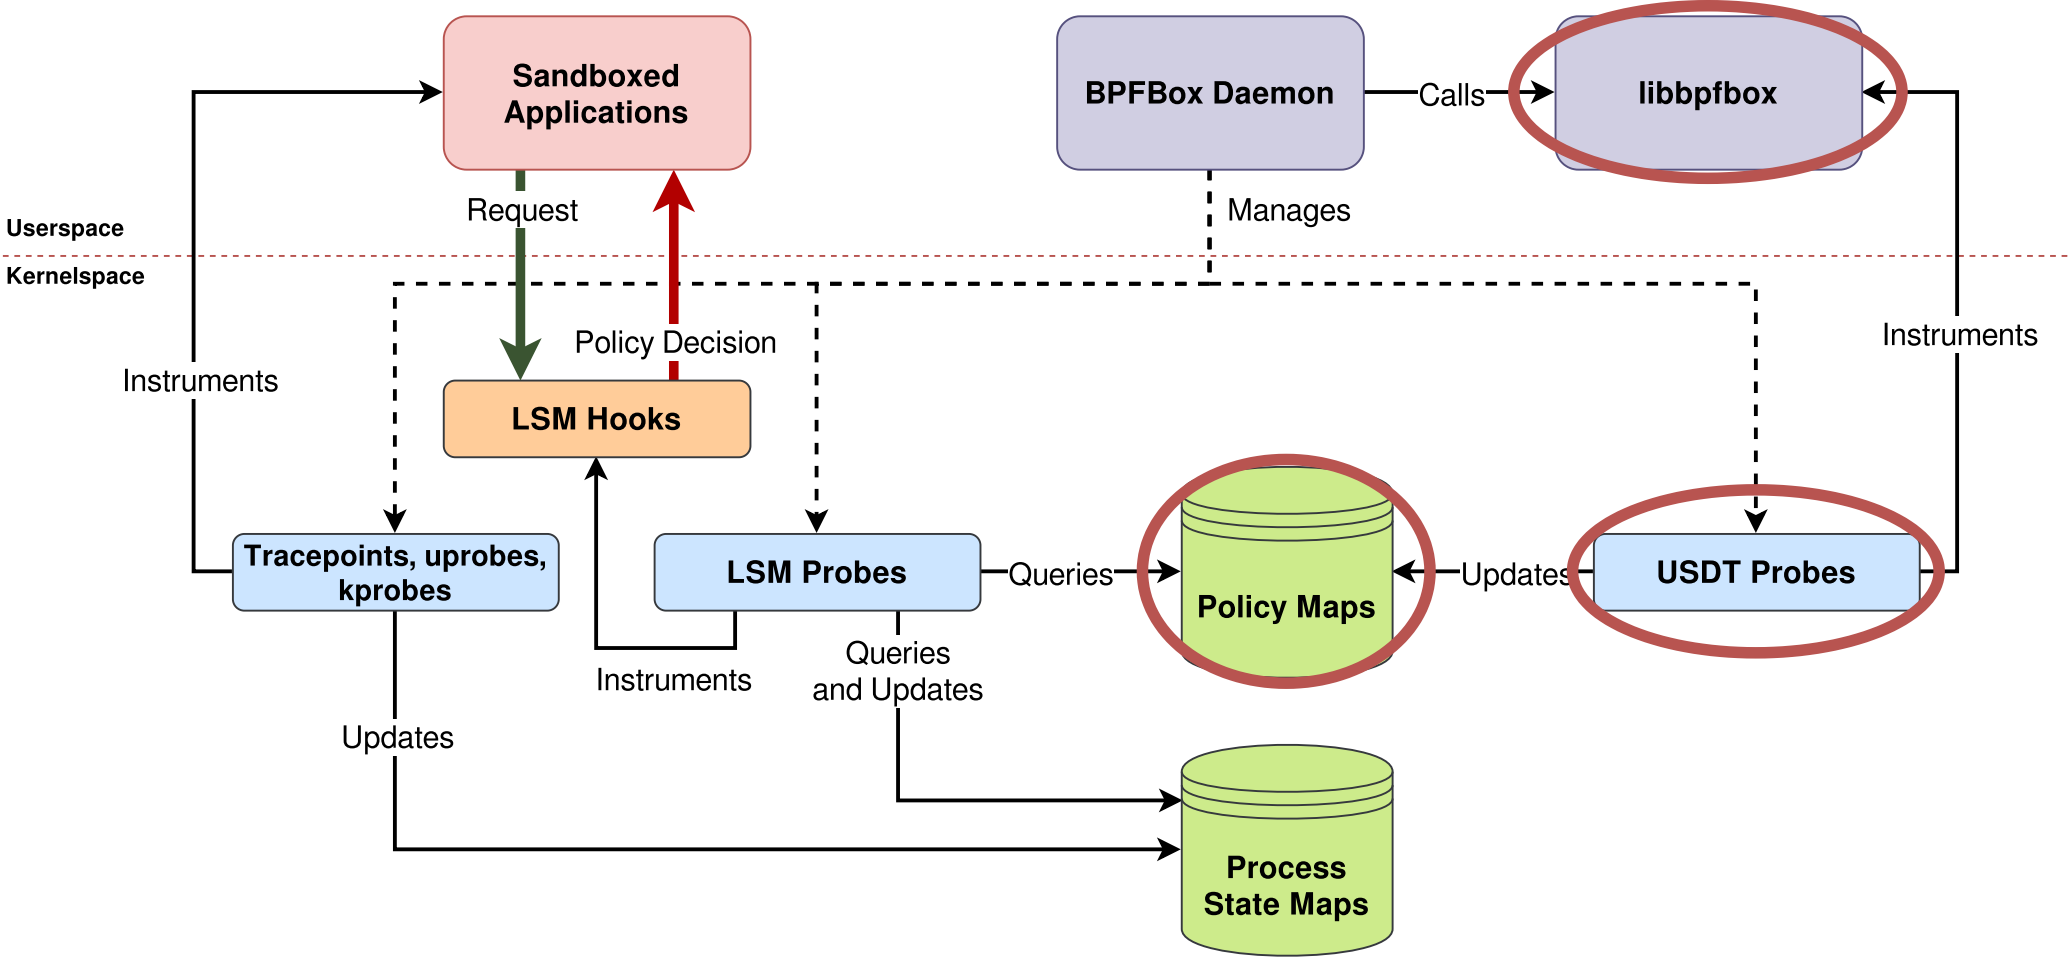 Sandboxed
Applications
BPFBox Daemon
Calls
libbpfbox
Request
Manages
Userspace
Kernelspace
Policy Decision
Instruments
Instruments
LSM Hooks
Tracepoints, uprobes,
kprobes
LSM Probes
Queries
Policy Maps
Updates
USDT Probes
Instruments
Queries
and Updates
Updates
Process
State Maps